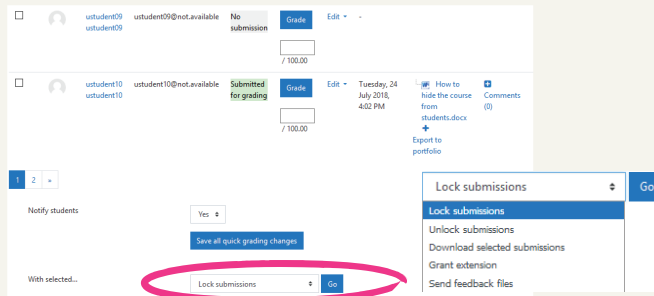 ustudent09
ustudent09
ustudent09@not.available
No
submission
Grade
/ 100.00
Edit
-
ustudent10
ustudent10
ustudent10@not.available
Submitted
for grading
Grade
/ 100.00
Edit
Tuesday, 24
July 2018,
4:02 PM
How to
hide the course
from
students.docx
Export to
portfolio
Comments
(0)
1 2 »
Notify students
Yes
Save all quick grading changes
With selected...
Lock submissions
Go
Lock submissions
Go
Lock submissions
Unlock submissions
Download selected submissions
Grant extension
Send feedback files